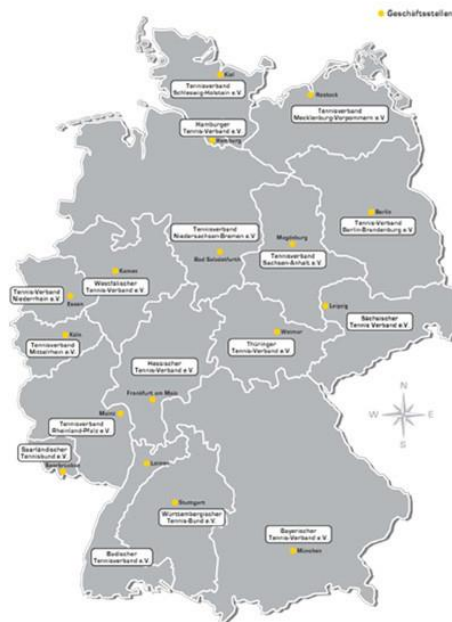 Geschäftsstellen
Kiel
Tennisverband
Schleswig-Holstein e.V.
Rostock
Tennisverband
Mecklenburg-Vorpommern e.V.
Hamburger
Tennis-Verband e.V.
Hamburg
Berlin
Tennis-Verband
Berlin-Brandenburg e.V.
Tennisverband
Niedersachsen-Bremen e.V.
Bad Salzdetfurth
Magdeburg
Tennisverband
Sachsen-Anhalt e.V.
Kamen
Westfälischer
Tennis-Verband e.V.
Tennis-Verband
Niederrhein e.V.
Essen
Leipzig
Sächsischer
Tennis Verband e.V.
Köln
Tennisverband
Mittelrhein e.V.
Weimar
Thüringer
Tennis-Verband e.V.
Hessischer
Tennis-Verband e.V.
Frankfurt am Main
Mainz
Tennisverband
Rheinland-Pfalz e.V.
N
W
E
S
Saarländischer
Tennisbund e.V.
Saarbrücken
Leimen
Stuttgart
Württembergischer
Tennis-Bund e.V.
Bayerischer
Tennis-Verband e.V.
München
Badischer
Tennisverband e.V.